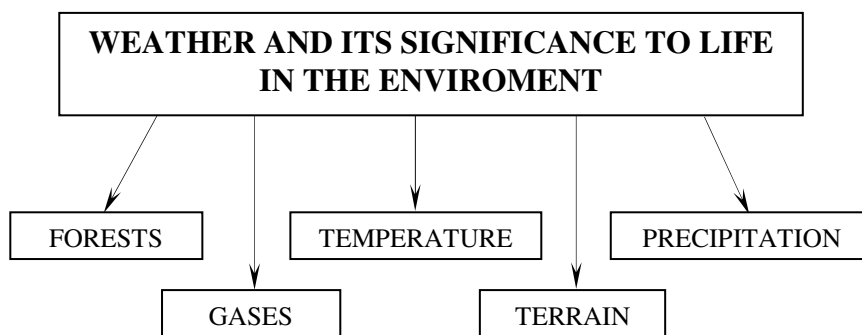 WEATHER AND ITS SIGNIFICANCE TO LIFE
IN THE ENVIROMENT
FORESTS
TEMPERATURE
PRECIPITATION
GASES
TERRAIN